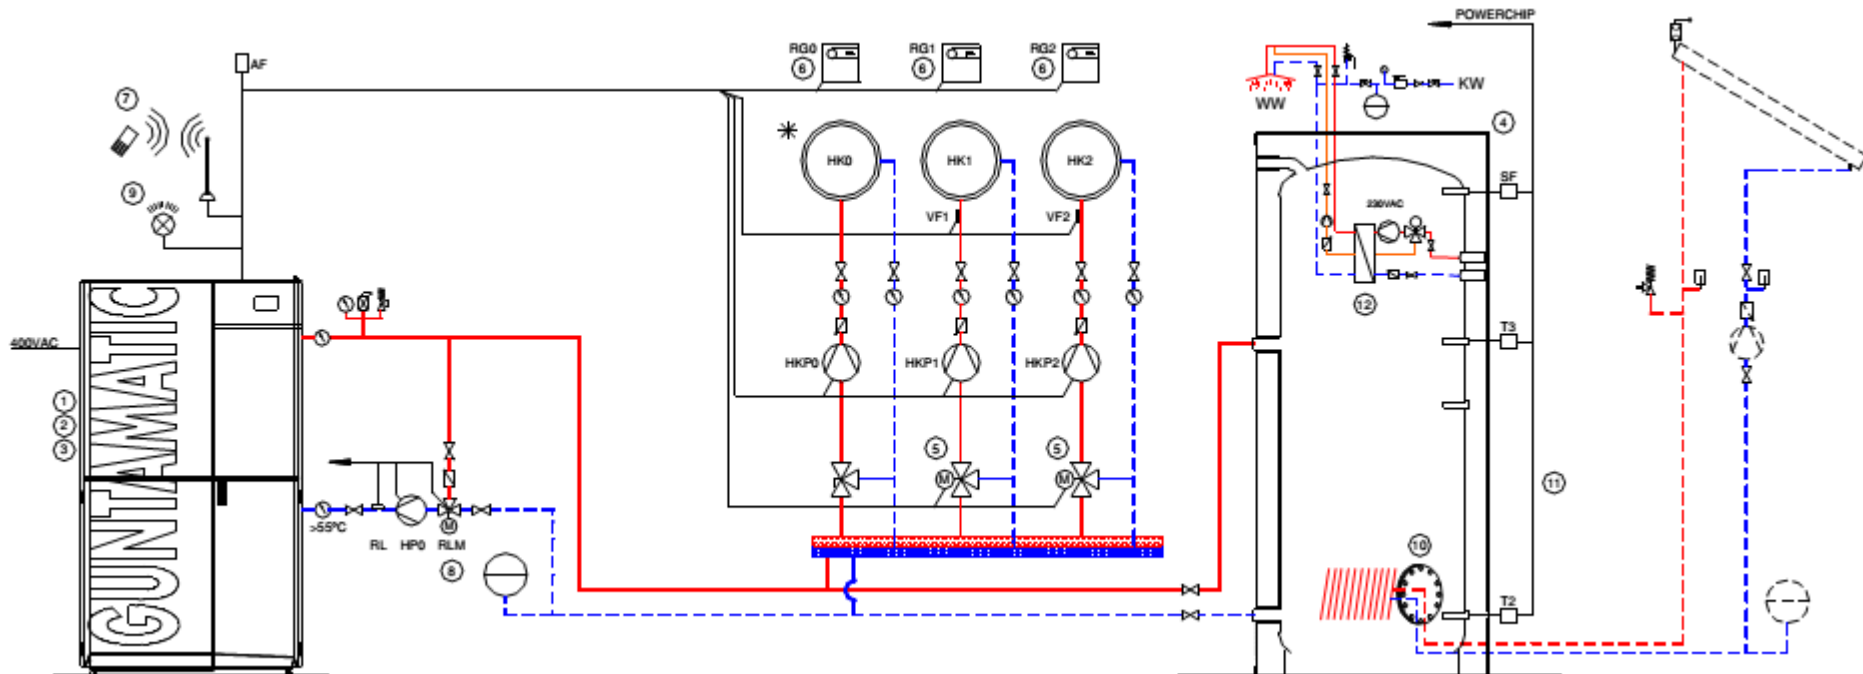 POWERCHIP
RG0
6
RG1
6
RG2
6
AF
7
WW
KW
4
HK0
HK1
HK2
SF
9
VF1
VF2
230VAC
12
400VAC
GUNTAMATIC
HKP0
HKP1
HKP2
T3
1
2
3
5
M
5
M
11
>55°C
RL
HP0
M
RLM
8
10
T2